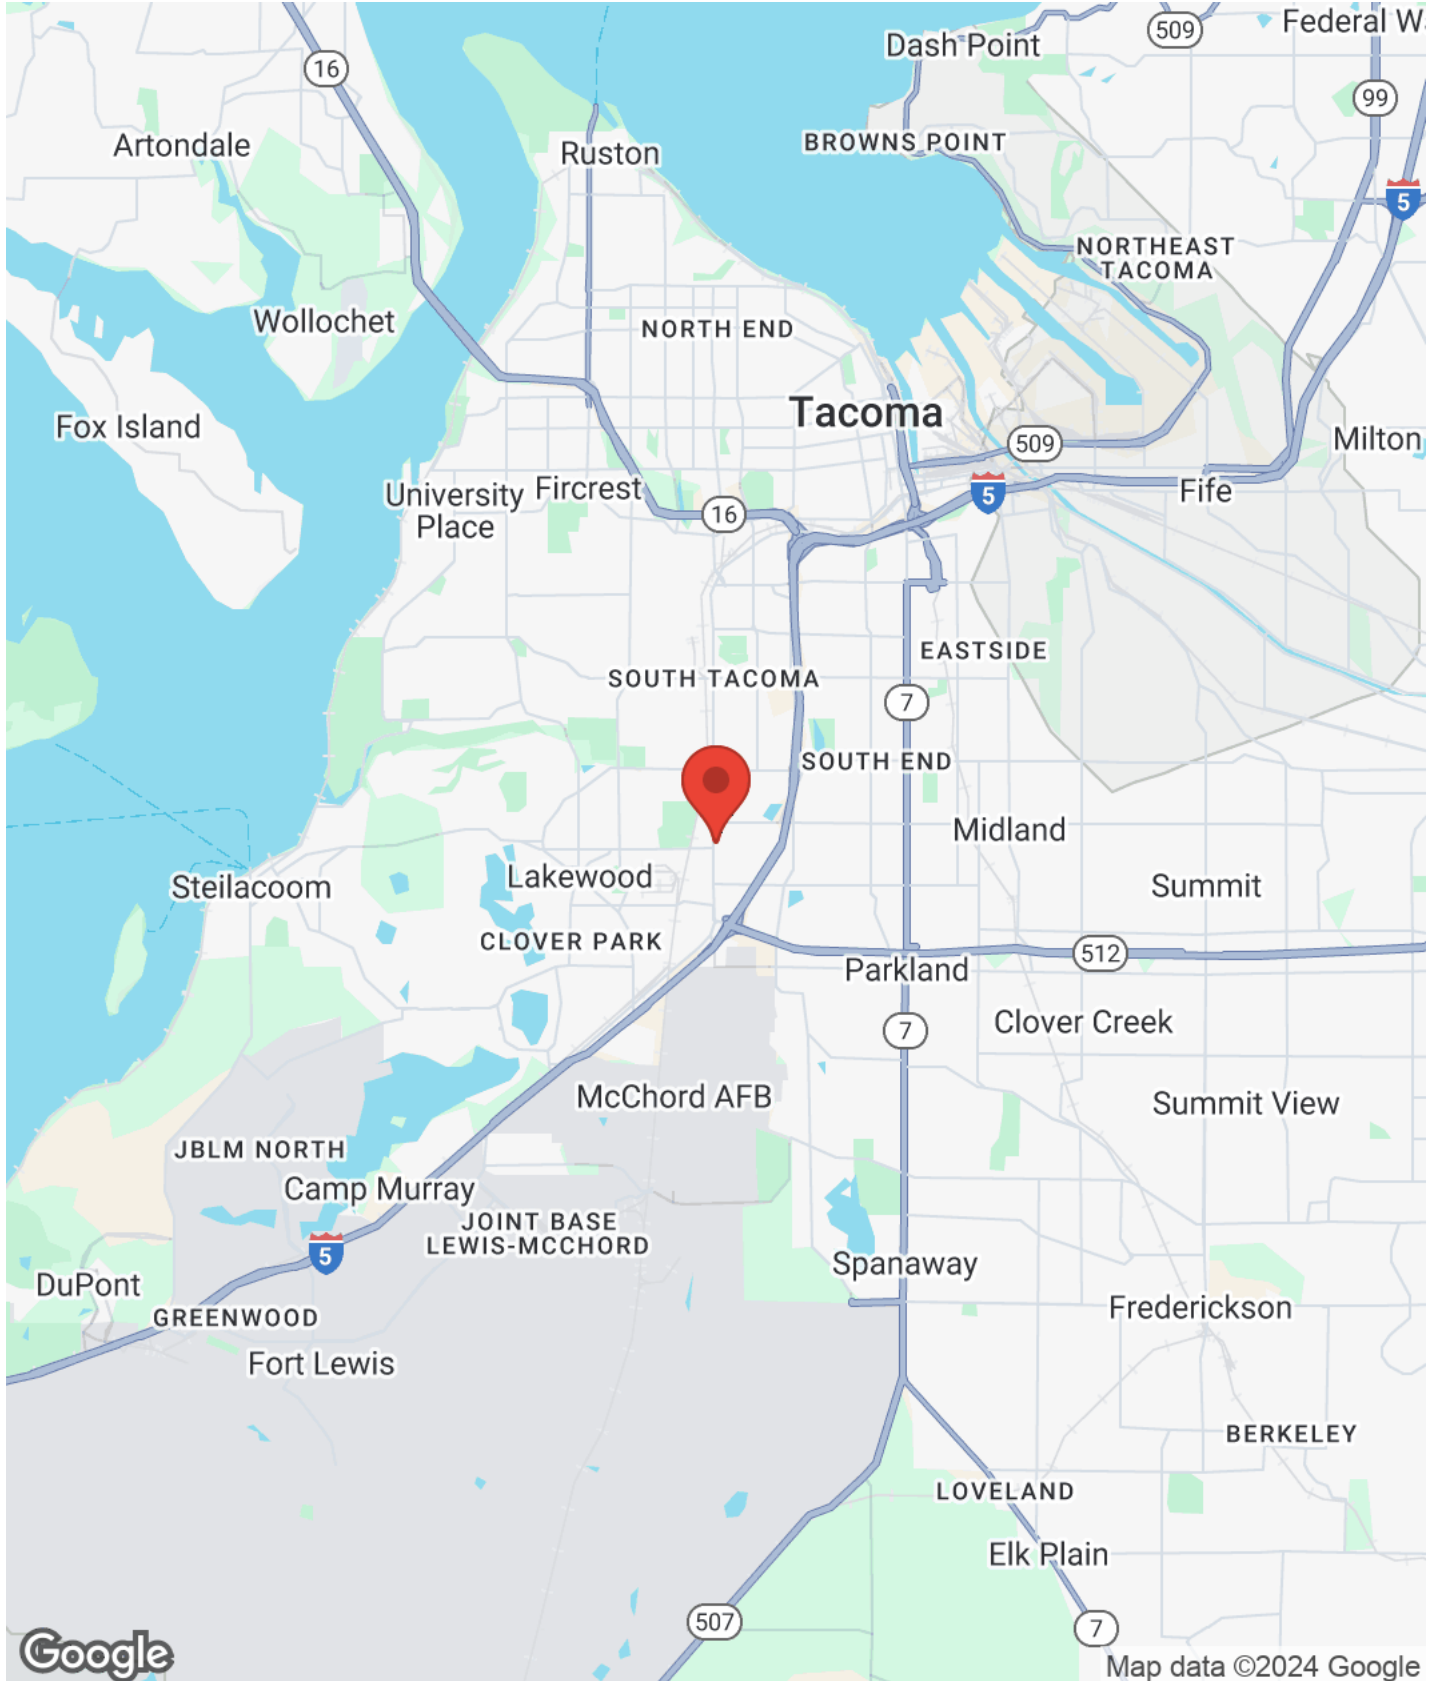 Federal W
509
Dash Point
16
99
Artondale
BROWNS POINT
Ruston
5
NORTHEAST
TACOMA
Wollochet
NORTH END
Tacoma
Fox Island
509
Milton
University
Place
Fircrest
5
Fife
16
EASTSIDE
SOUTH TACOMA
7
SOUTH END
Midland
Lakewood
Steilacoom
Summit
CLOVER PARK
512
Parkland
Clover Creek
7
McChord AFB
Summit View
JBLM NORTH
Camp Murray
JOINT BASE
LEWIS-MCCHORD
5
Spanaway
DuPont
GREENWOOD
Frederickson
Fort Lewis
BERKELEY
LOVELAND
Elk Plain
507
7
Google
Map data ©2024 Google